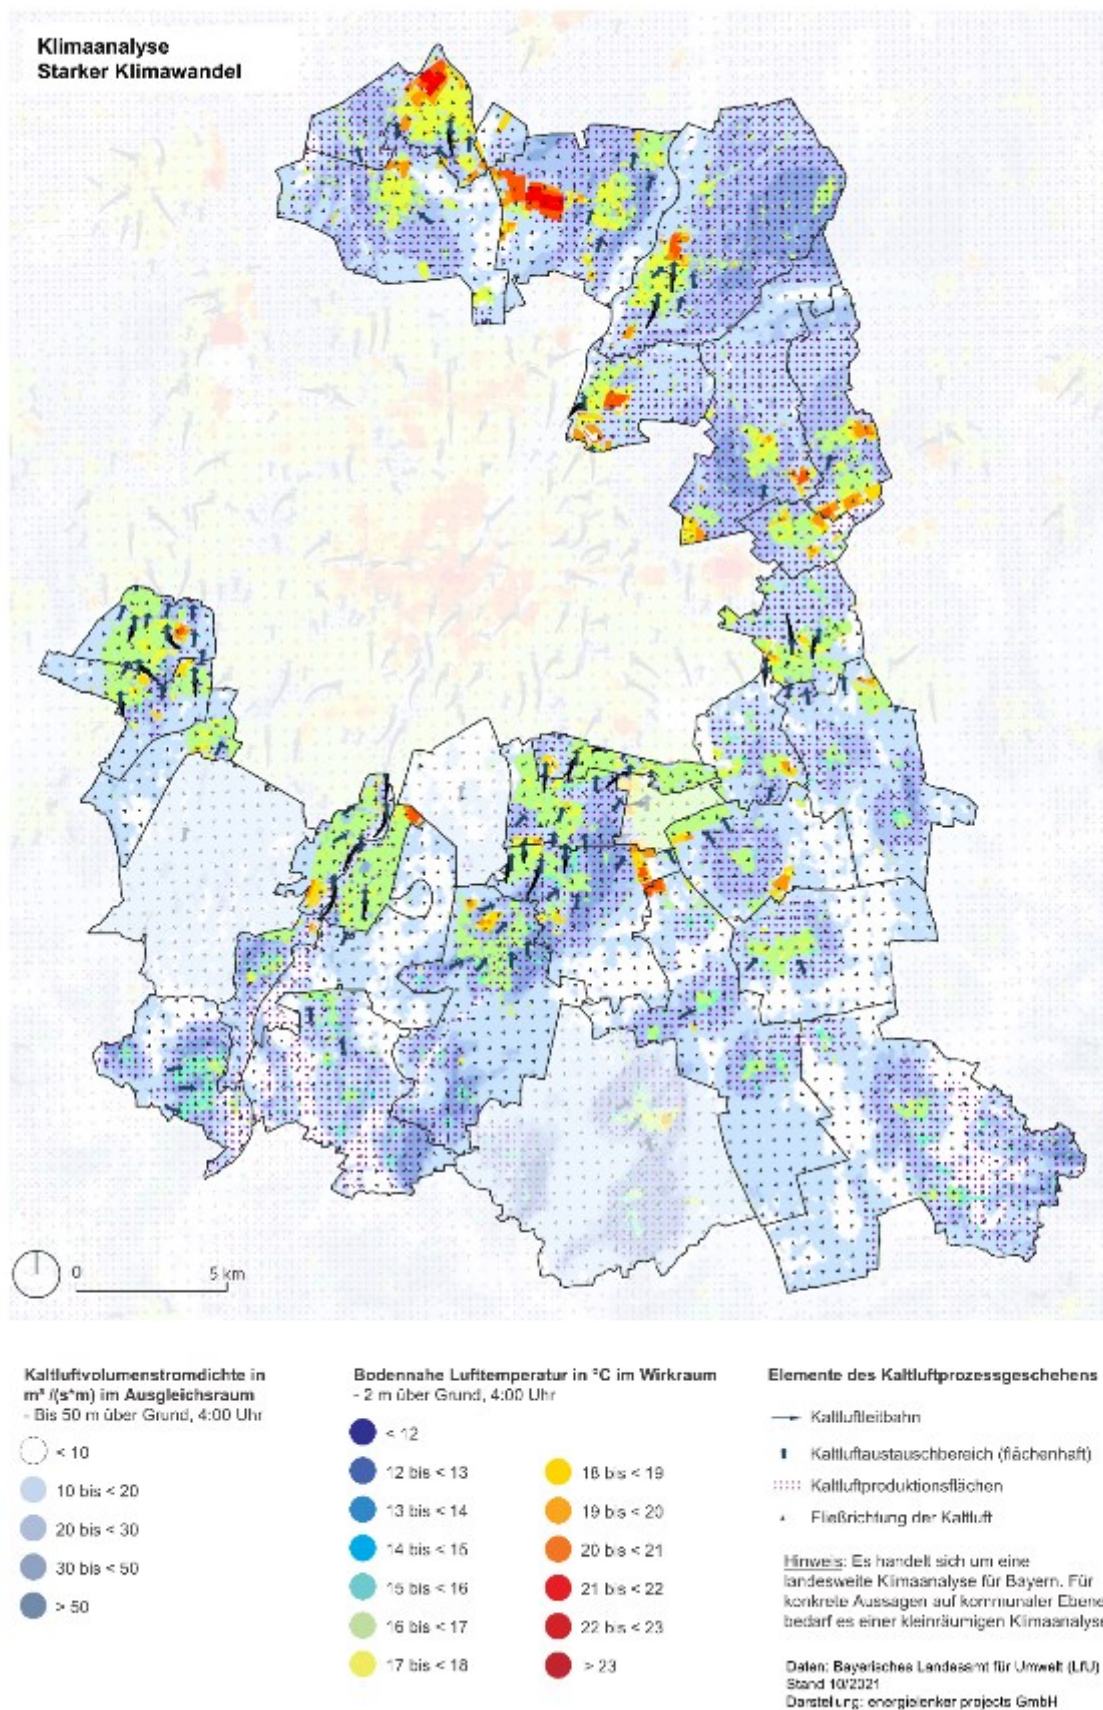 Klimaanalyse
Starker Klimawandel
0 5 km
Kaltluftvolumenstromdichte in
m³ /(s*m) im Ausgleichsraum
- Bis 50 m über Grund, 4:00 Uhr
< 10
10 bis < 20
20 bis < 30
30 bis < 50
> 50
Bodennahe Lufttemperatur in °C im Wirkraum
- 2 m über Grund, 4:00 Uhr
< 12
12 bis < 13
13 bis < 14
14 bis < 15
15 bis < 16
16 bis < 17
17 bis < 18
18 bis < 19
19 bis < 20
20 bis < 21
21 bis < 22
22 bis < 23
> 23
Elemente des Kaltluftprozessgeschehens
Kaltluftleitbahn
Kaltluftaustauschbereich (flächenhaft)
Kaltluftproduktionsflächen
Fließrichtung der Kaltluft
Hinweis: Es handelt sich um eine
landesweite Klimaanalyse für Bayern. Für
konkrete Aussagen auf kommunaler Ebene
bedarf es einer kleinräumigen Klimaanalyse
Daten: Bayerisches Landesamt für Umwelt (LfU)
Stand 10/2021
Darstellung: energielenker projects GmbH